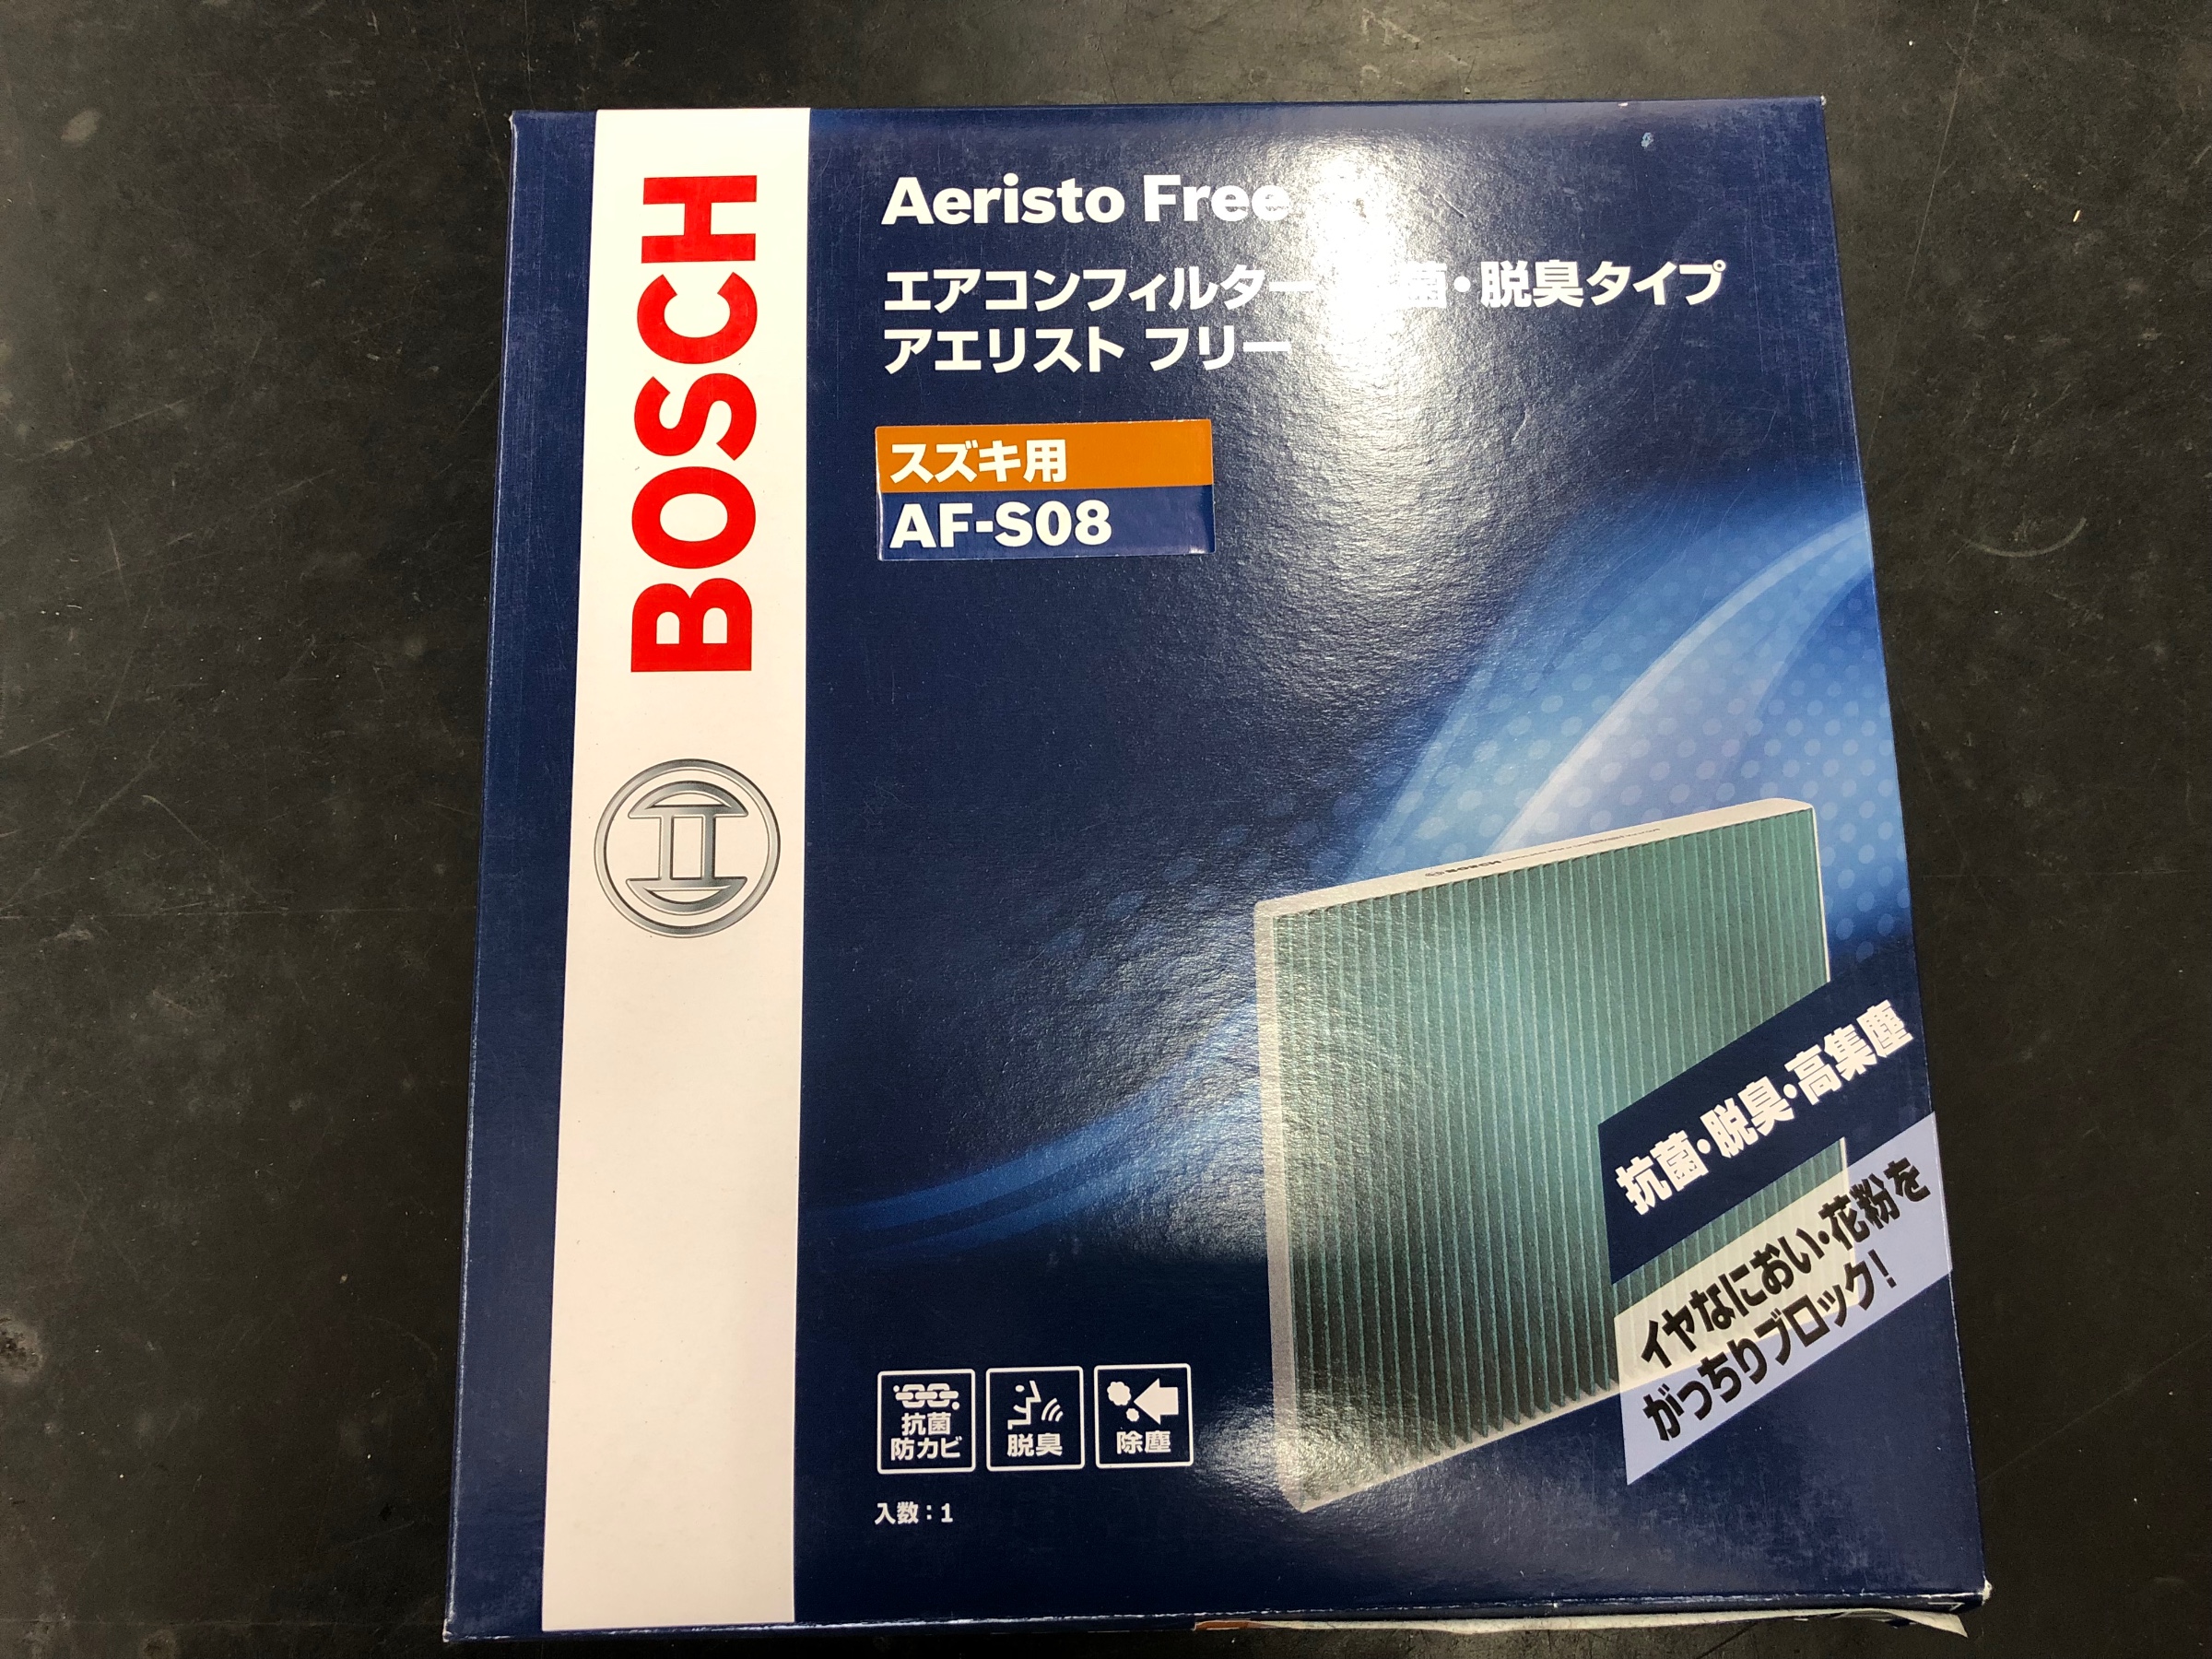 BOSCH
Aeristo Free
エアコンフィルター 菌・脱臭タイプ
アエリスト フリー
スズキ用
AF-S08
抗菌・脱臭・高集塵
イヤなにおい・花粉を
がっちりブロック!
抗菌
防カビ
脱臭
除塵
入数:1